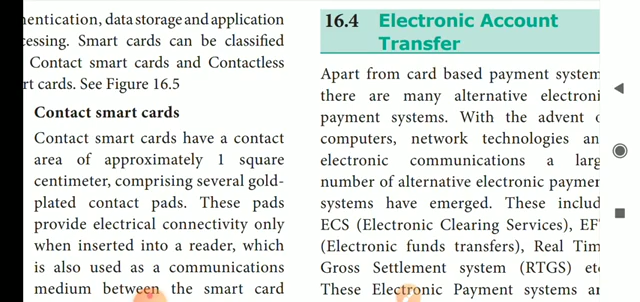 nentication, data storage and application
cessing. Smart cards can be classified
Contact smart cards and Contactless
rt cards. See Figure 16.5
Contact smart cards
Contact smart cards have a contact
area of approximately 1 square
centimeter, comprising several gold-
plated contact pads. These pads
provide electrical connectivity only
when inserted into a reader, which
is also used as a communications
medium between the smart card
16.4 Electronic Account
Transfer
Apart from card based payment system
there are many alternative electroni
payment systems. With the advent o
computers, network technologies an
electronic communications a larg
number of alternative electronic paymen
systems have emerged. These includ
ECS (Electronic Clearing Services), EF
(Electronic funds transfers), Real Tim
Gross Settlement system (RTGS) et
These Electronic Payment systems ar